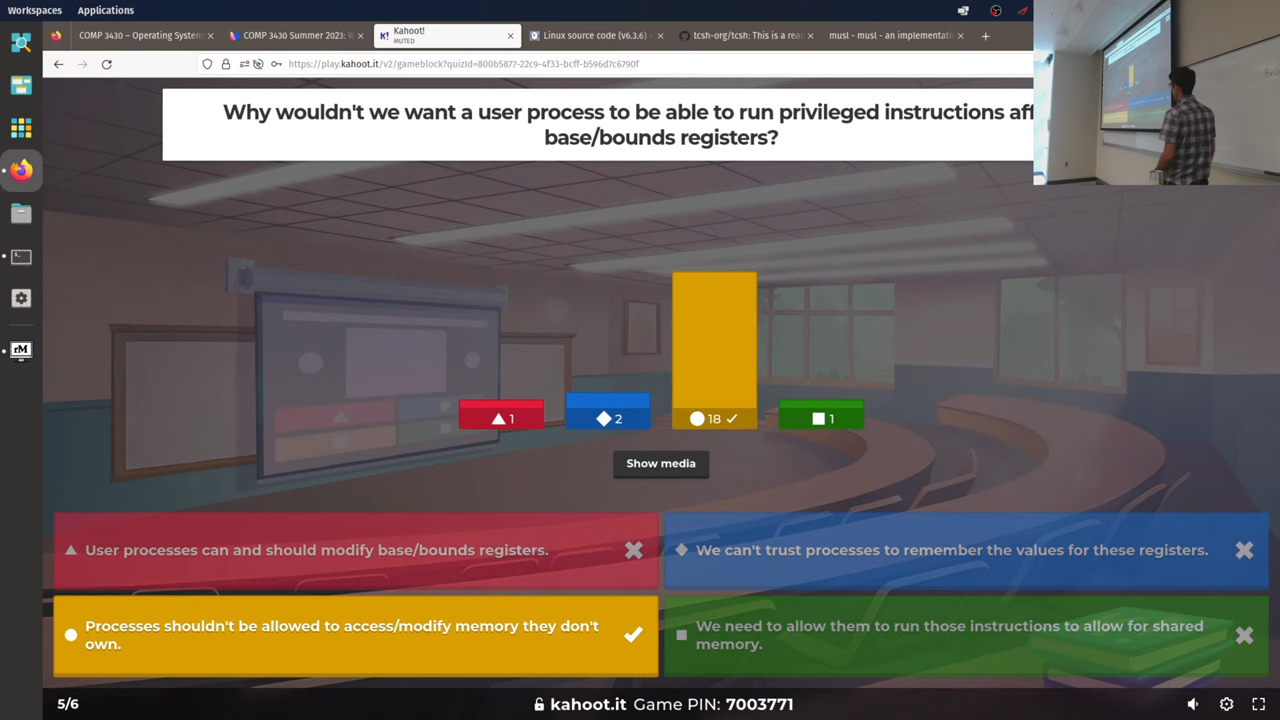 Workspaces Applications
COMP 3430 – Operating System
COMP 3430 Summer 2023: W
Kahoot!
MUTED
Linux source code (v6.3.6) –
tcsh-org/tcsh: This is a rea
musl - musl - an implementati
https://play.kahoot.it/v2/gameblock?quizId=800b5877-22c9-4f33-bcff-b596d7c6790f
Why wouldn't we want a user process to be able to run privileged instructions aff
base/bounds registers?
1
2
18
1
Show media
User processes can and should modify base/bounds registers.
We can't trust processes to remember the values for these registers.
Processes shouldn't be allowed to access/modify memory they don't
own.
We need to allow them to run those instructions to allow for shared
memory.
5/6
kahoot.it Game PIN: 7003771
rM